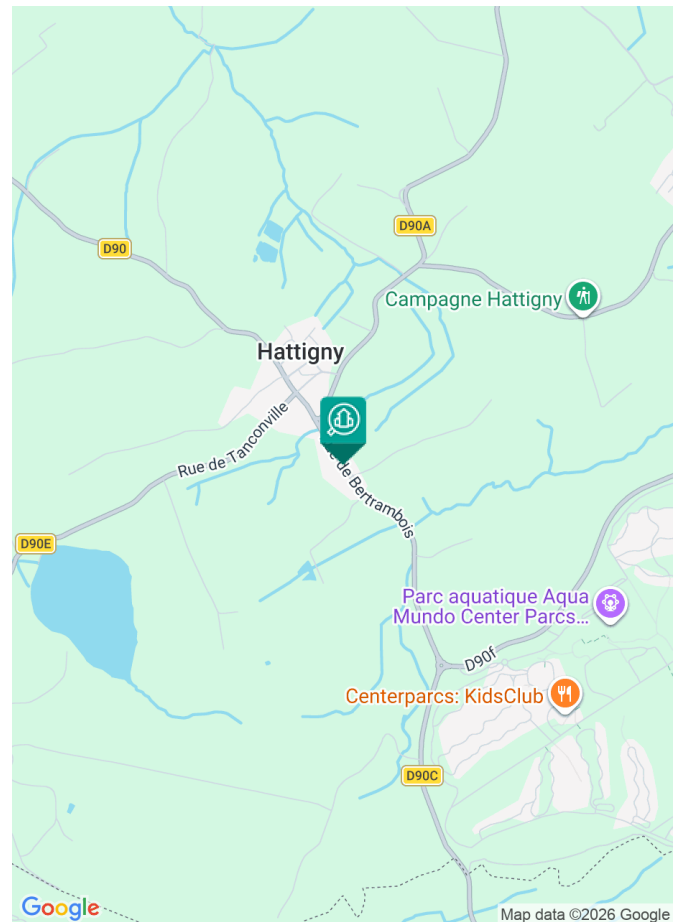 D90A
D90
Campagne Hattigny
Hattigny
Rue de Tanconville
de Bertrambois
D90E
Parc aquatique Aqua
Mundo Center Parcs...
D90f
Centerparcs: KidsClub
D90C
Google
Map data ©2026 Google